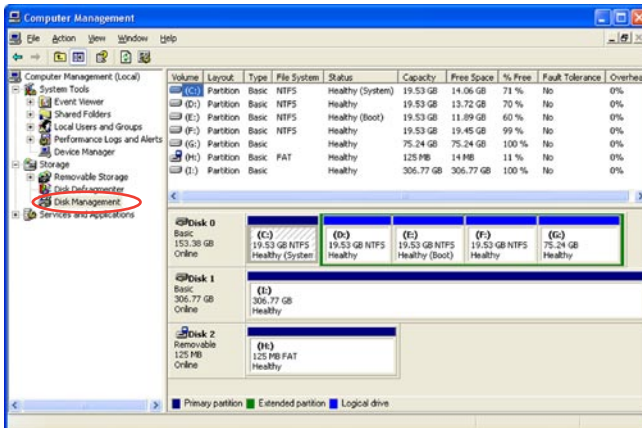 Computer Management
File Action View Window Help
Computer Management (Local)
System Tools
Event Viewer
Shared Folders
Local Users and Groups
Performance Logs and Alerts
Device Manager
Storage
Removable Storage
Disk Defragmenter
Disk Management
Services and Applications
Volume Layout Type File System Status Capacity Free Space % Free Fault Tolerance Overhea
(C:) Partition Basic NTFS Healthy (System) 19.53 GB 14.06 GB 71 % No 0%
(D:) Partition Basic NTFS Healthy 19.53 GB 13.72 GB 70 % No 0%
(E:) Partition Basic NTFS Healthy (Boot) 19.53 GB 11.89 GB 60 % No 0%
(F:) Partition Basic NTFS Healthy 19.53 GB 19.45 GB 99 % No 0%
(G:) Partition Basic Healthy 75.24 GB 75.24 GB 100 % No 0%
(H:) Partition Basic FAT Healthy 125 MB 14 MB 11 % No 0%
(I:) Partition Basic Healthy 306.77 GB 306.77 GB 100 % No 0%
Disk 0
Basic
153.38 GB
Online
(C:)
19.53 GB NTFS
Healthy (System
(D:)
19.53 GB NTFS
Healthy
(E:)
19.53 GB NTFS
Healthy (Boot)
(F:)
19.53 GB NTFS
Healthy
(G:)
75.24 GB
Healthy
Disk 1
Basic
306.77 GB
Online
(I:)
306.77 GB
Healthy
Disk 2
Removable
125 MB
Online
(H:)
125 MB FAT
Healthy
Primary partition Extended partition Logical drive